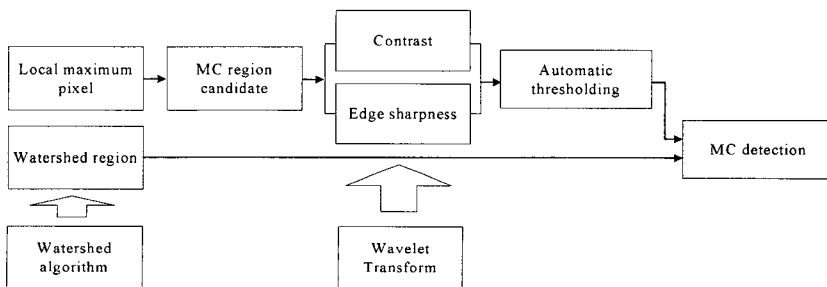 Contrast
Local maximum
pixel
MC region
candidate
Automatic
thresholding
Edge sharpness
Watershed region
MC detection
Watershed
algorithm
Wavelet
Transform